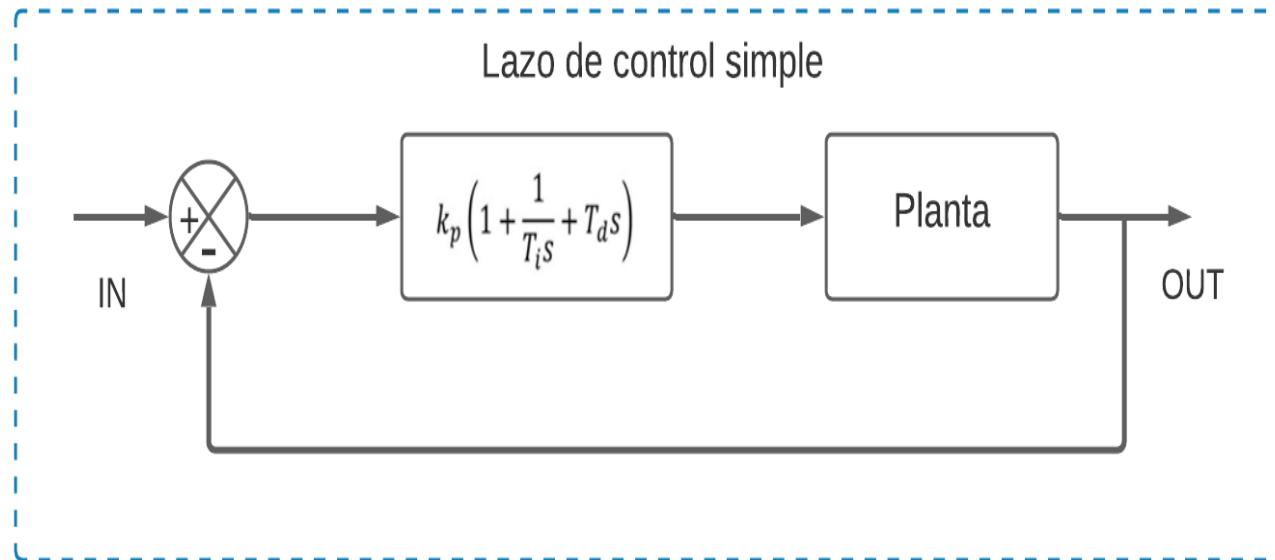 Lazo de control simple
+
-
IN
k_p(1 + 1/(T_i s) + T_d s)
Planta
OUT